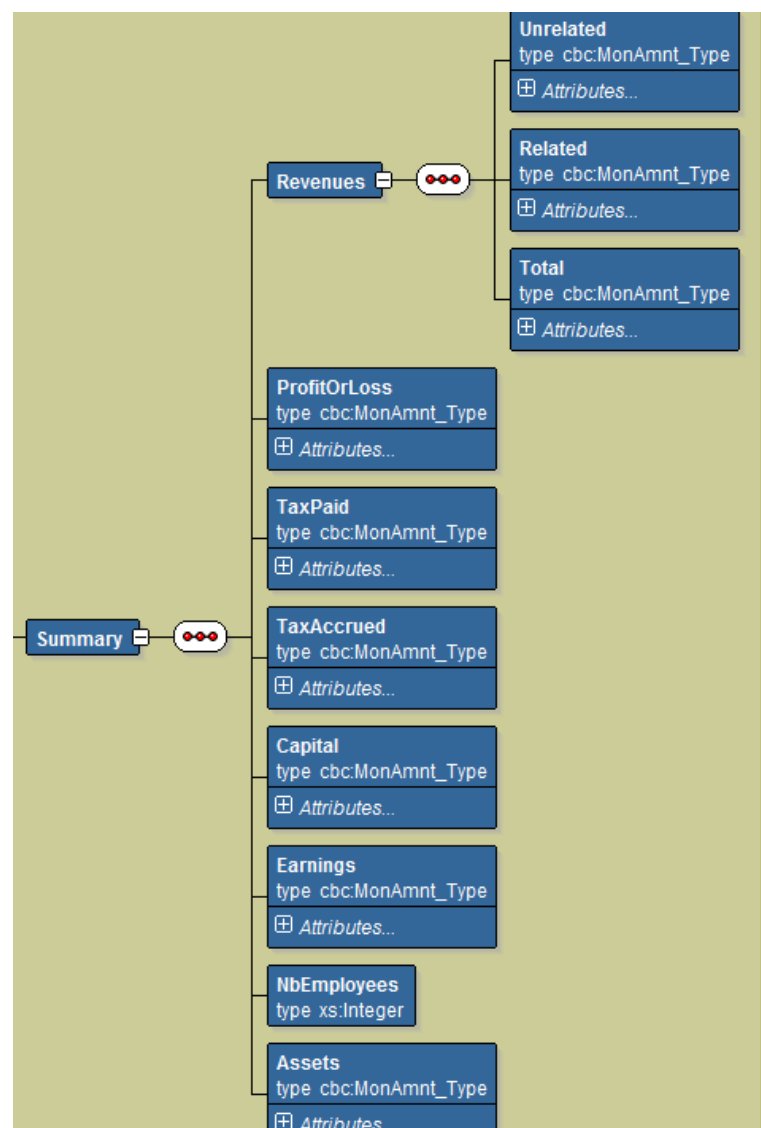 Unrelated
type cbc:MonAmnt_Type
Attributes...
Related
type cbc:MonAmnt_Type
Attributes...
Revenues
Total
type cbc:MonAmnt_Type
Attributes...
ProfitOrLoss
type cbc:MonAmnt_Type
Attributes...
TaxPaid
type cbc:MonAmnt_Type
Attributes...
Summary
TaxAccrued
type cbc:MonAmnt_Type
Attributes...
Capital
type cbc:MonAmnt_Type
Attributes...
Earnings
type cbc:MonAmnt_Type
Attributes...
NbEmployees
type xs:Integer
Assets
type cbc:MonAmnt_Type
Attributes...